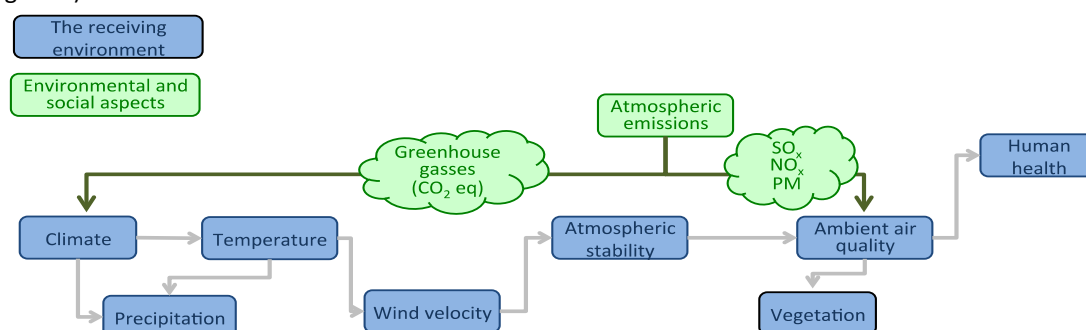 The receiving
environment
Environmental and
social aspects
Atmospheric
emissions
Greenhouse
gasses
(CO₂ eq)
SOₓ
NOₓ
PM
Human
health
Climate
Temperature
Atmospheric
stability
Ambient air
quality
Precipitation
Wind velocity
Vegetation